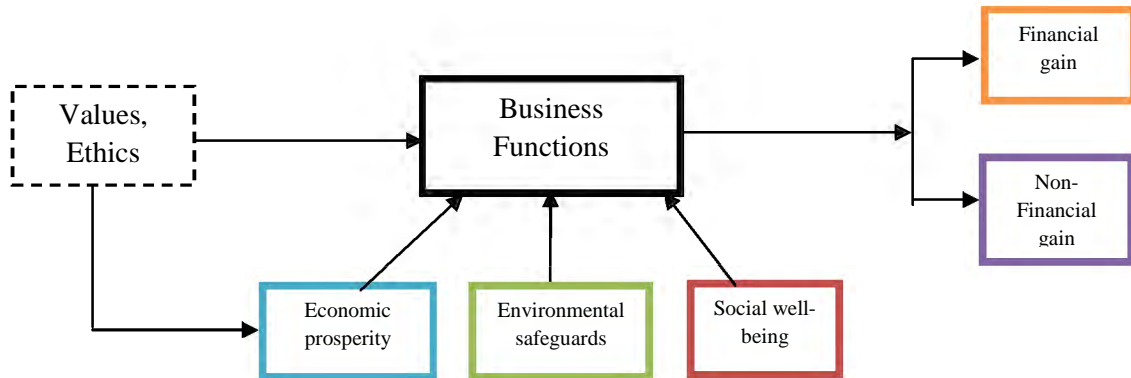 Values,
Ethics
Business
Functions
Financial
gain
Non-
Financial
gain
Economic
prosperity
Environmental
safeguards
Social well-
being